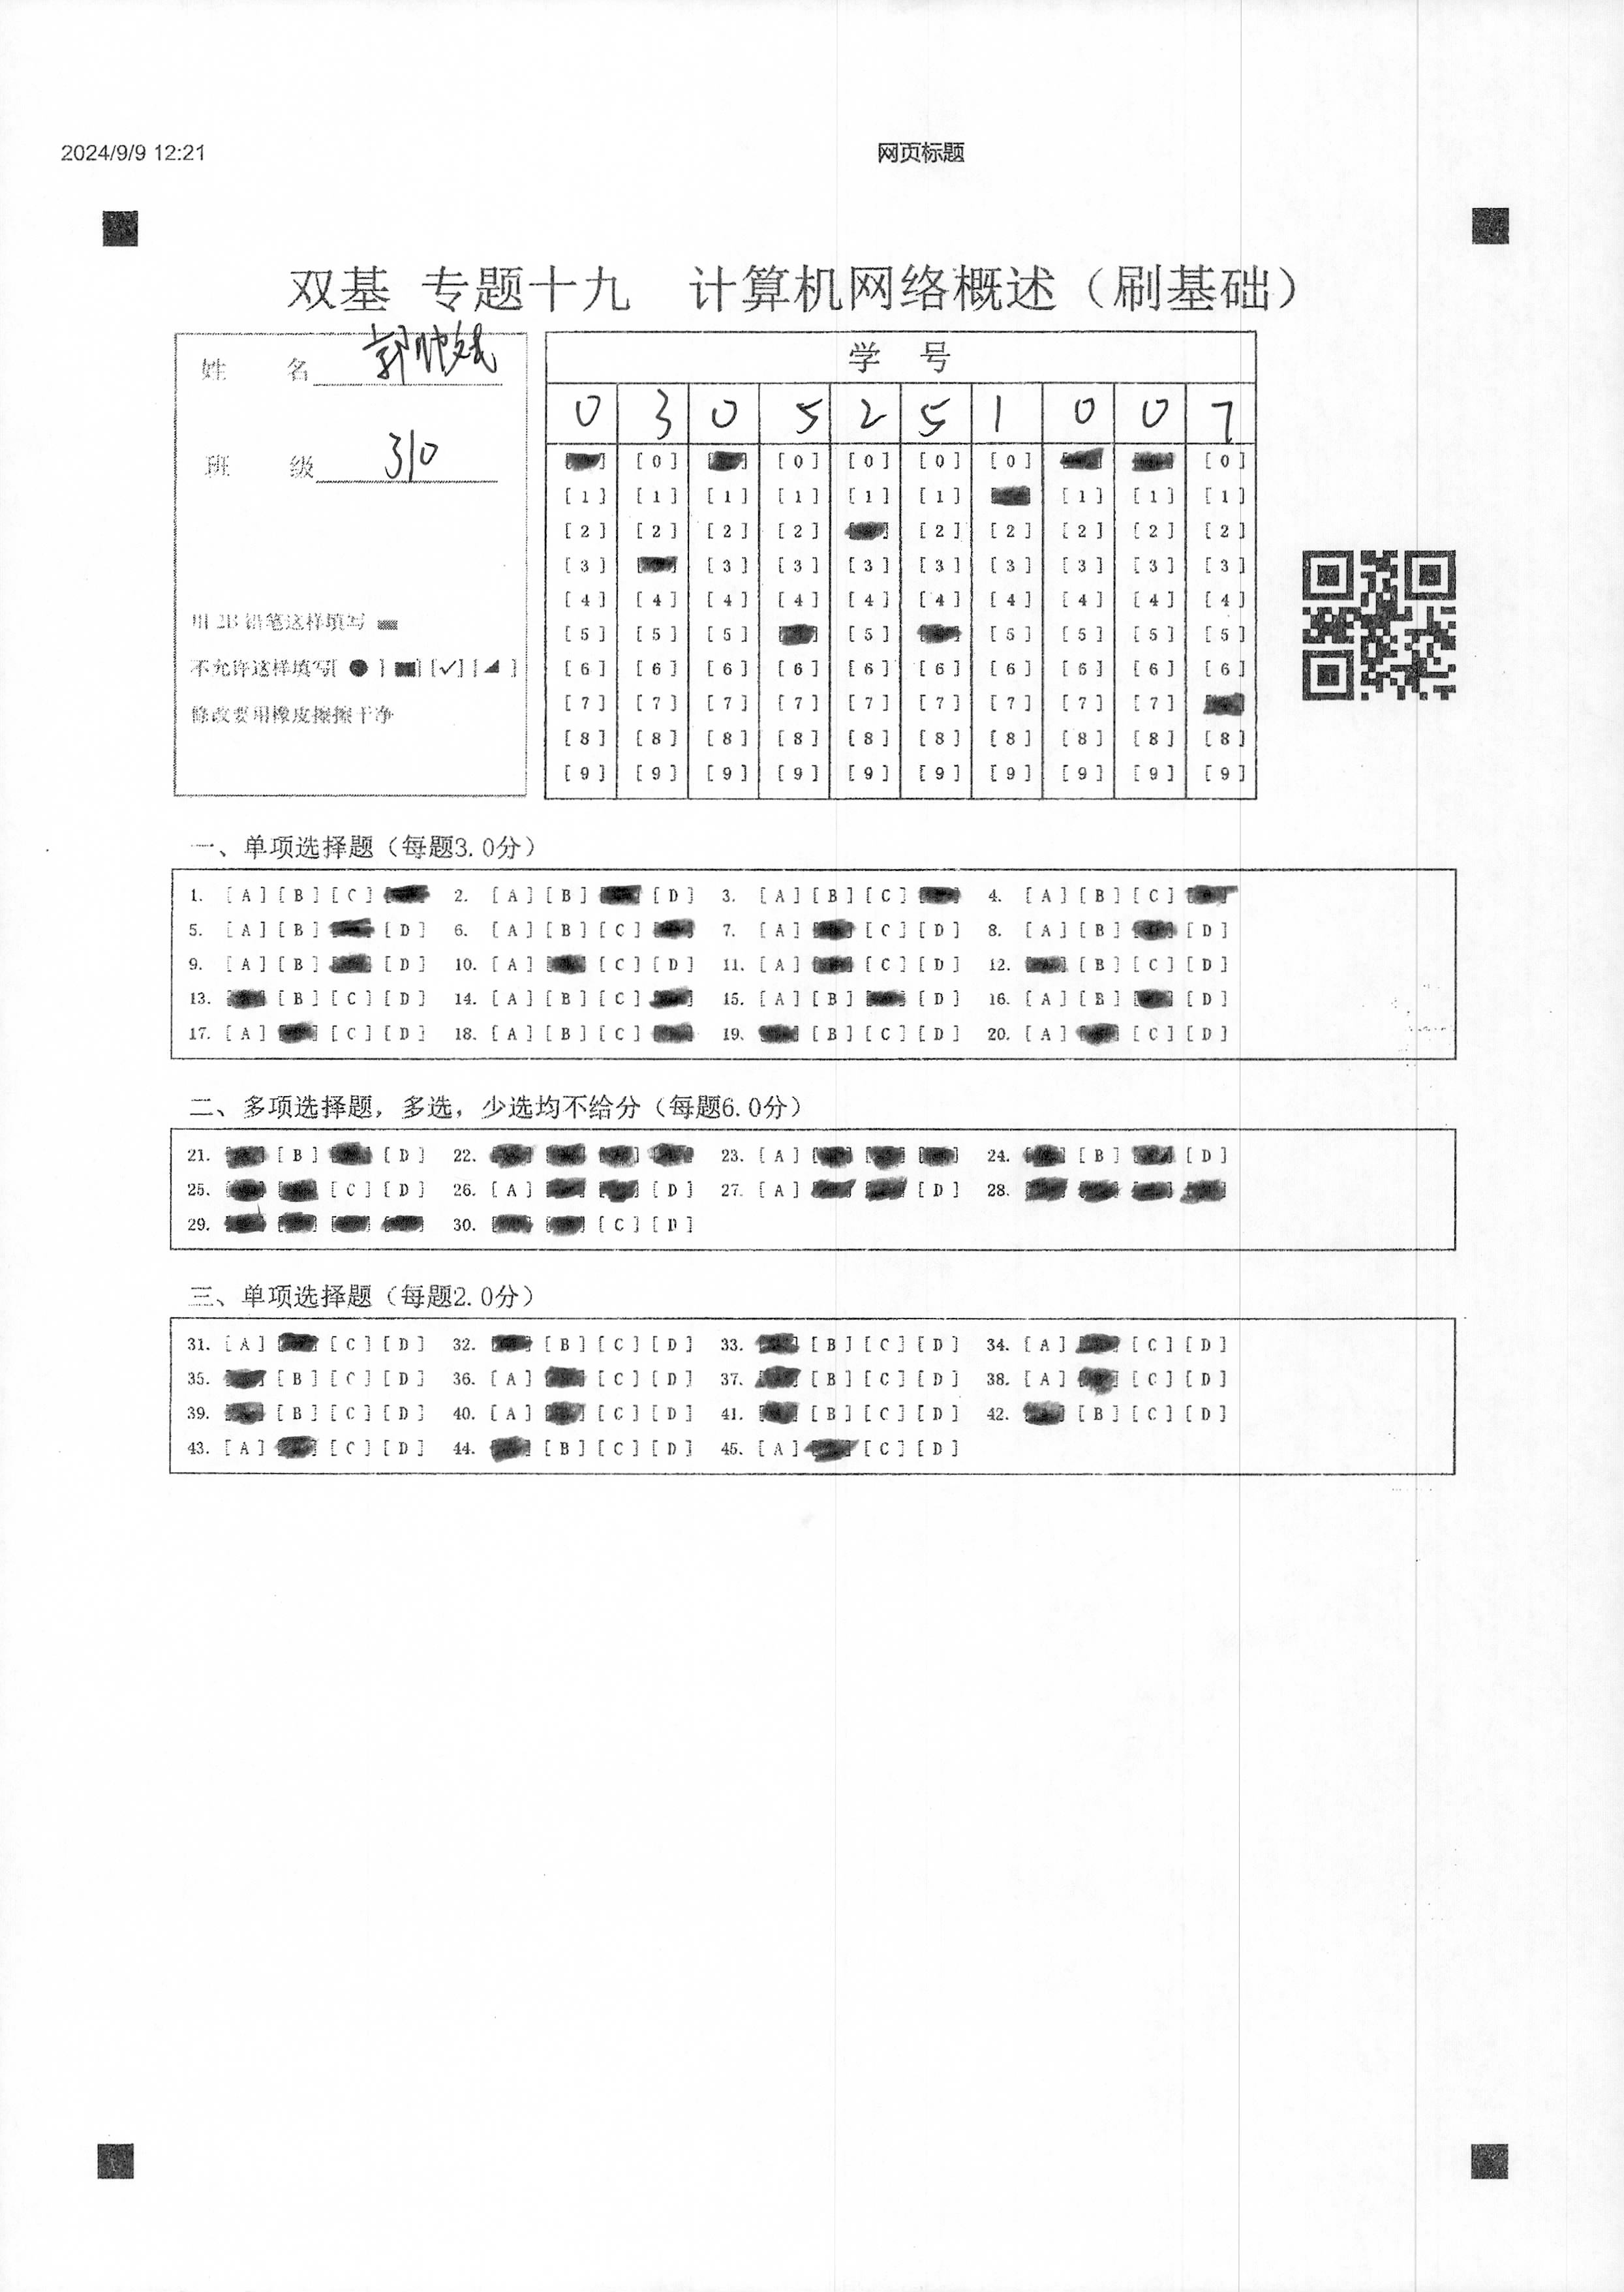 2024/9/9 12:21
网页标题
双基 专题十九 计算机网络概述（刷基础）
姓 名
班 级 310
用 2B 铅笔这样填写
不允许这样填写[ ● ] [■] [✓] [◢ ]
修改要用橡皮擦擦干净
学 号
0 3 0 5 2 5 1 0 0 7
[0] [0] [0] [0] [0] [0]
[1] [1] [1] [1] [1] [1] [1] [1] [1]
[2] [2] [2] [2] [2] [2] [2] [2] [2]
[3] [3] [3] [3] [3] [3] [3] [3] [3]
[4] [4] [4] [4] [4] [4] [4] [4] [4] [4]
[5] [5] [5] [5] [5] [5] [5] [5]
[6] [6] [6] [6] [6] [6] [6] [6] [6] [6]
[7] [7] [7] [7] [7] [7] [7] [7] [7]
[8] [8] [8] [8] [8] [8] [8] [8] [8] [8]
[9] [9] [9] [9] [9] [9] [9] [9] [9] [9]
一、单项选择题（每题3.0分）
1. [A] [B] [C] 2. [A] [B] [D] 3. [A] [B] [C] 4. [A] [B] [C]
5. [A] [B] [D] 6. [A] [B] [C] 7. [A] [C] [D] 8. [A] [B] [D]
9. [A] [B] [D] 10. [A] [C] [D] 11. [A] [C] [D] 12. [B] [C] [D]
13. [B] [C] [D] 14. [A] [B] [C] 15. [A] [B] [D] 16. [A] [B] [D]
17. [A] [C] [D] 18. [A] [B] [C] 19. [B] [C] [D] 20. [A] [C] [D]
二、多项选择题，多选，少选均不给分（每题6.0分）
21. [B] [D] 22. 23. [A] 24. [B] [D]
25. [C] [D] 26. [A] [D] 27. [A] [D] 28.
29. 30. [C] [D]
三、单项选择题（每题2.0分）
31. [A] [C] [D] 32. [B] [C] [D] 33. [B] [C] [D] 34. [A] [C] [D]
35. [B] [C] [D] 36. [A] [C] [D] 37. [B] [C] [D] 38. [A] [C] [D]
39. [B] [C] [D] 40. [A] [C] [D] 41. [B] [C] [D] 42. [B] [C] [D]
43. [A] [C] [D] 44. [B] [C] [D] 45. [A] [C] [D]